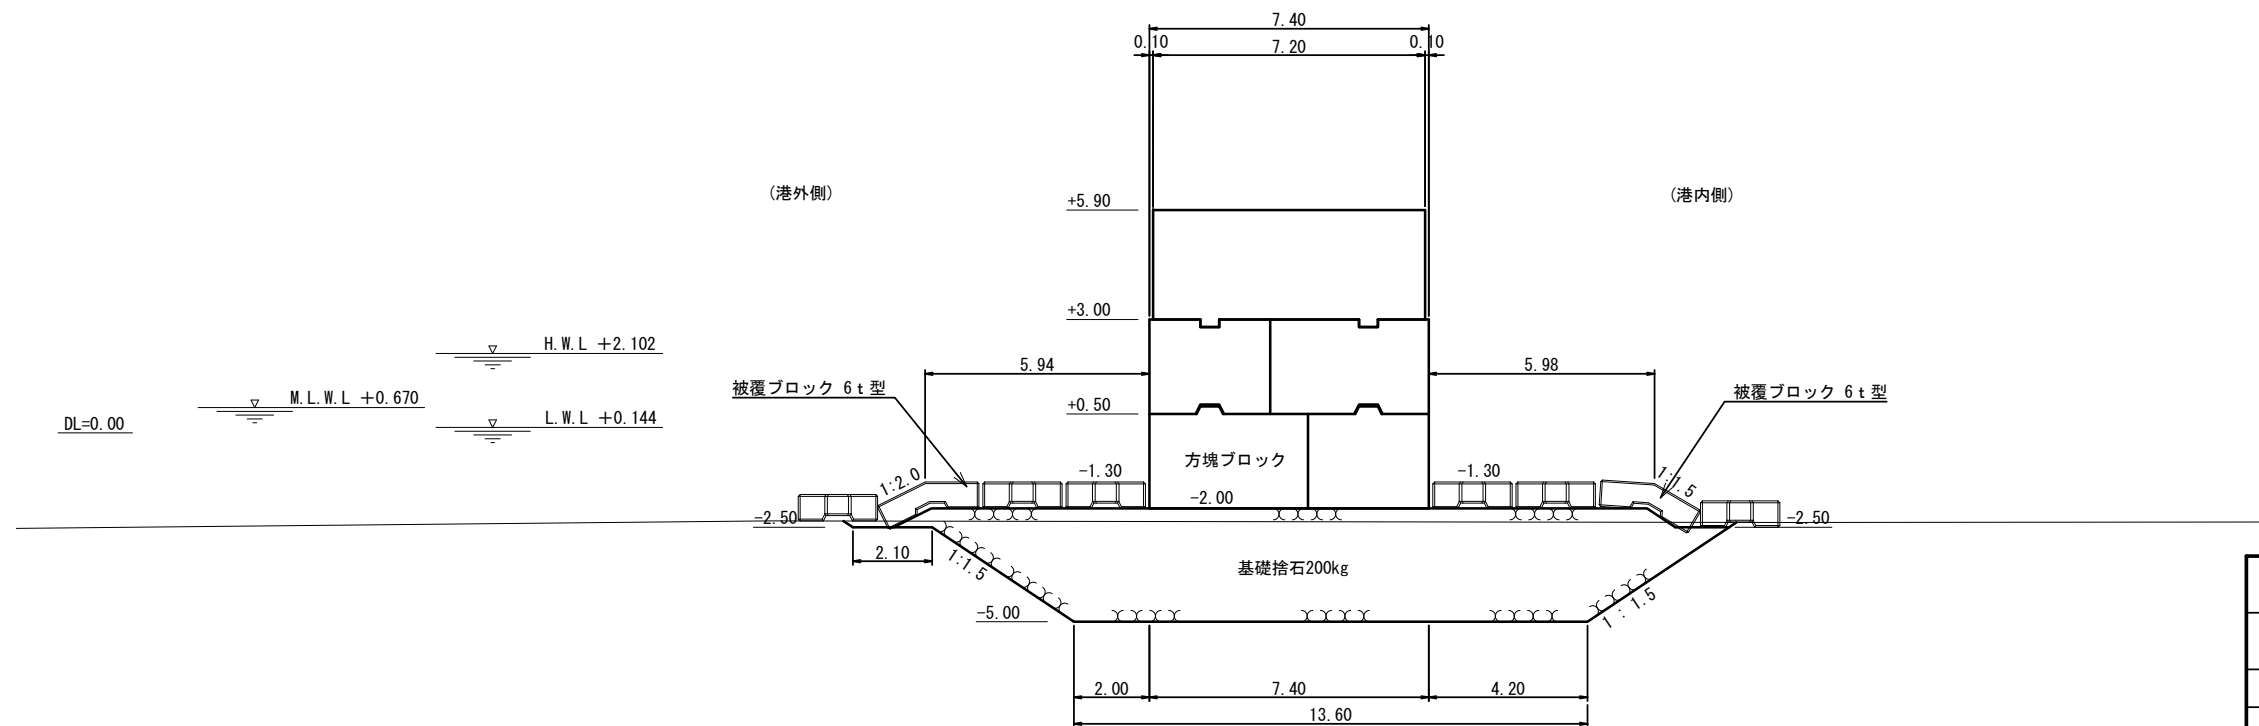 7.40
0.10
7.20
0.10
(港外側)
(港内側)
+5.90
+3.00
H.W.L +2.102
5.94
5.98
被覆ブロック 6t型
被覆ブロック 6t型
M.L.W.L +0.670
+0.50
L.W.L +0.144
DL=0.00
方塊ブロック
-1.30
-1.30
1:2.0
1:1.5
-2.00
-2.50
-2.50
2.10
1:1.5
基礎捨石200kg
1:1.5
-5.00
2.00
7.40
4.20
13.60